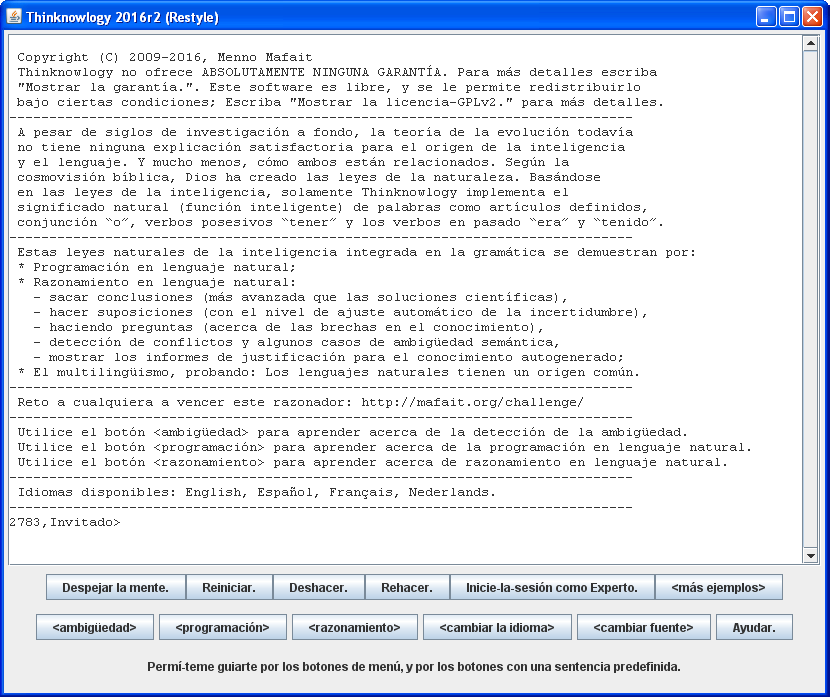 Thinknowlogy 2016r2 (Restyle)
Copyright (C) 2009-2016, Menno Mafait
Thinknowlogy no ofrece ABSOLUTAMENTE NINGUNA GARANTÍA. Para más detalles escriba
"Mostrar la garantía.". Este software es libre, y se le permite redistribuirlo
bajo ciertas condiciones; Escriba "Mostrar la licencia-GPLv2." para más detalles.
--------------------------------------------------------------------------------
A pesar de siglos de investigación a fondo, la teoría de la evolución todavía
no tiene ninguna explicación satisfactoria para el origen de la inteligencia
y el lenguaje. Y mucho menos, cómo ambos están relacionados. Según la
cosmovisión bíblica, Dios ha creado las leyes de la naturaleza. Basándose
en las leyes de la inteligencia, solamente Thinknowlogy implementa el
significado natural (función inteligente) de palabras como artículos definidos,
conjunción “o”, verbos posesivos “tener” y los verbos en pasado “era” y “tenido”.
--------------------------------------------------------------------------------
Estas leyes naturales de la inteligencia integrada en la gramática se demuestran por:
* Programación en lenguaje natural;
* Razonamiento en lenguaje natural:
- sacar conclusiones (más avanzada que las soluciones científicas),
- hacer suposiciones (con el nivel de ajuste automático de la incertidumbre),
- haciendo preguntas (acerca de las brechas en el conocimiento),
- detección de conflictos y algunos casos de ambigüedad semántica,
- mostrar los informes de justificación para el conocimiento autogenerado;
* El multilingüismo, probando: Los lenguajes naturales tienen un origen común.
--------------------------------------------------------------------------------
Reto a cualquiera a vencer este razonador: http://mafait.org/challenge/
--------------------------------------------------------------------------------
Utilice el botón <ambigüedad> para aprender acerca de la detección de la ambigüedad.
Utilice el botón <programación> para aprender acerca de la programación en lenguaje natural.
Utilice el botón <razonamiento> para aprender acerca de razonamiento en lenguaje natural.
--------------------------------------------------------------------------------
Idiomas disponibles: English, Español, Français, Nederlands.
--------------------------------------------------------------------------------
2783,Invitado>
Despejar la mente. Reiniciar. Deshacer. Rehacer. Inicie-la-sesión como Experto. <más ejemplos>
<ambigüedad> <programación> <razonamiento> <cambiar la idioma> <cambiar fuente> Ayudar.
Permí-teme guiarte por los botones de menú, y por los botones con una sentencia predefinida.